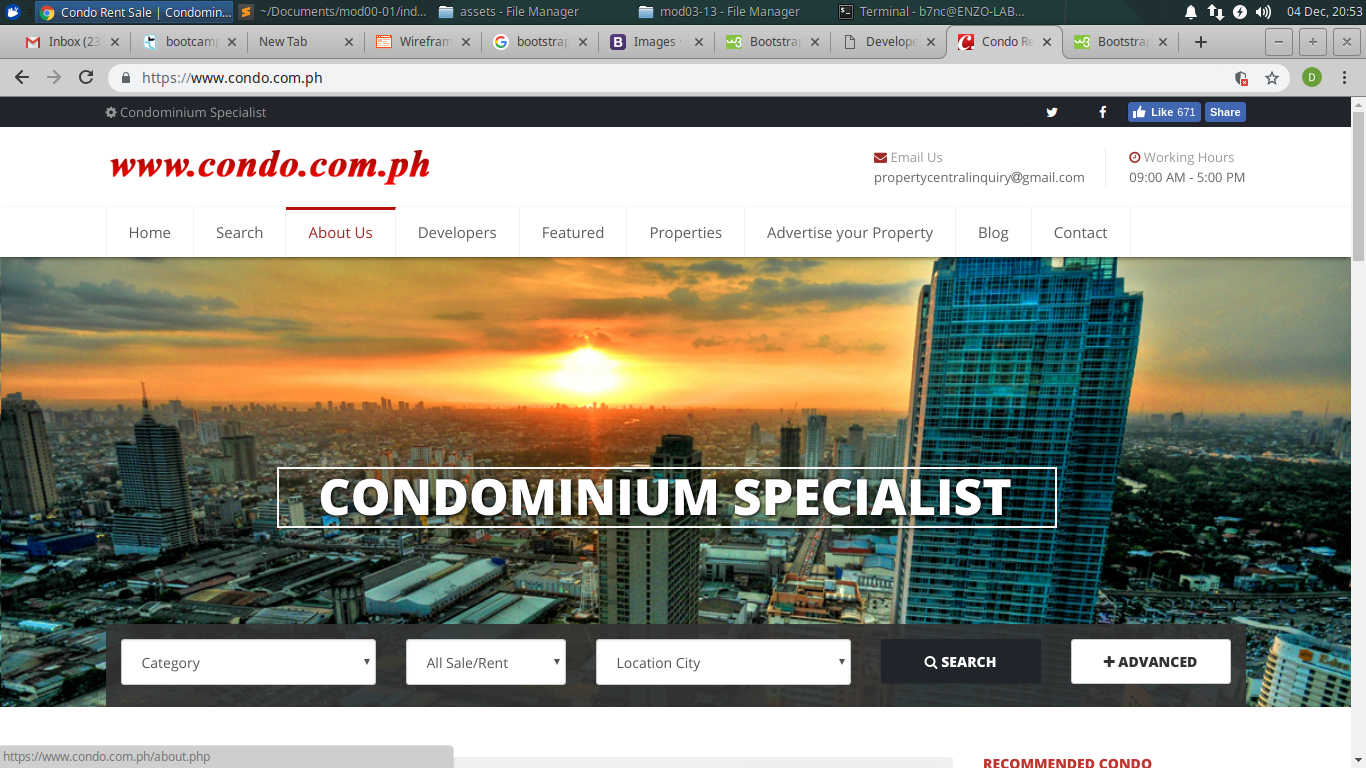 Condo Rent Sale | Condomin... ~/Documents/mod00-01/ind... assets - File Manager mod03-13 - File Manager Terminal - b7nc@ENZO-LAB... 04 Dec, 20:53
Inbox (23 bootcam New Tab Wirefram bootstrap Images · Bootstrap Develope Condo Re Bootstrap
https://www.condo.com.ph D
Condominium Specialist Like 671 Share
www.condo.com.ph
Email Us Working Hours
propertycentralinquiry@gmail.com 09:00 AM - 5:00 PM
Home Search About Us Developers Featured Properties Advertise your Property Blog Contact
CONDOMINIUM SPECIALIST
Category All Sale/Rent Location City SEARCH ADVANCED
https://www.condo.com.ph/about.php
RECOMMENDED CONDO